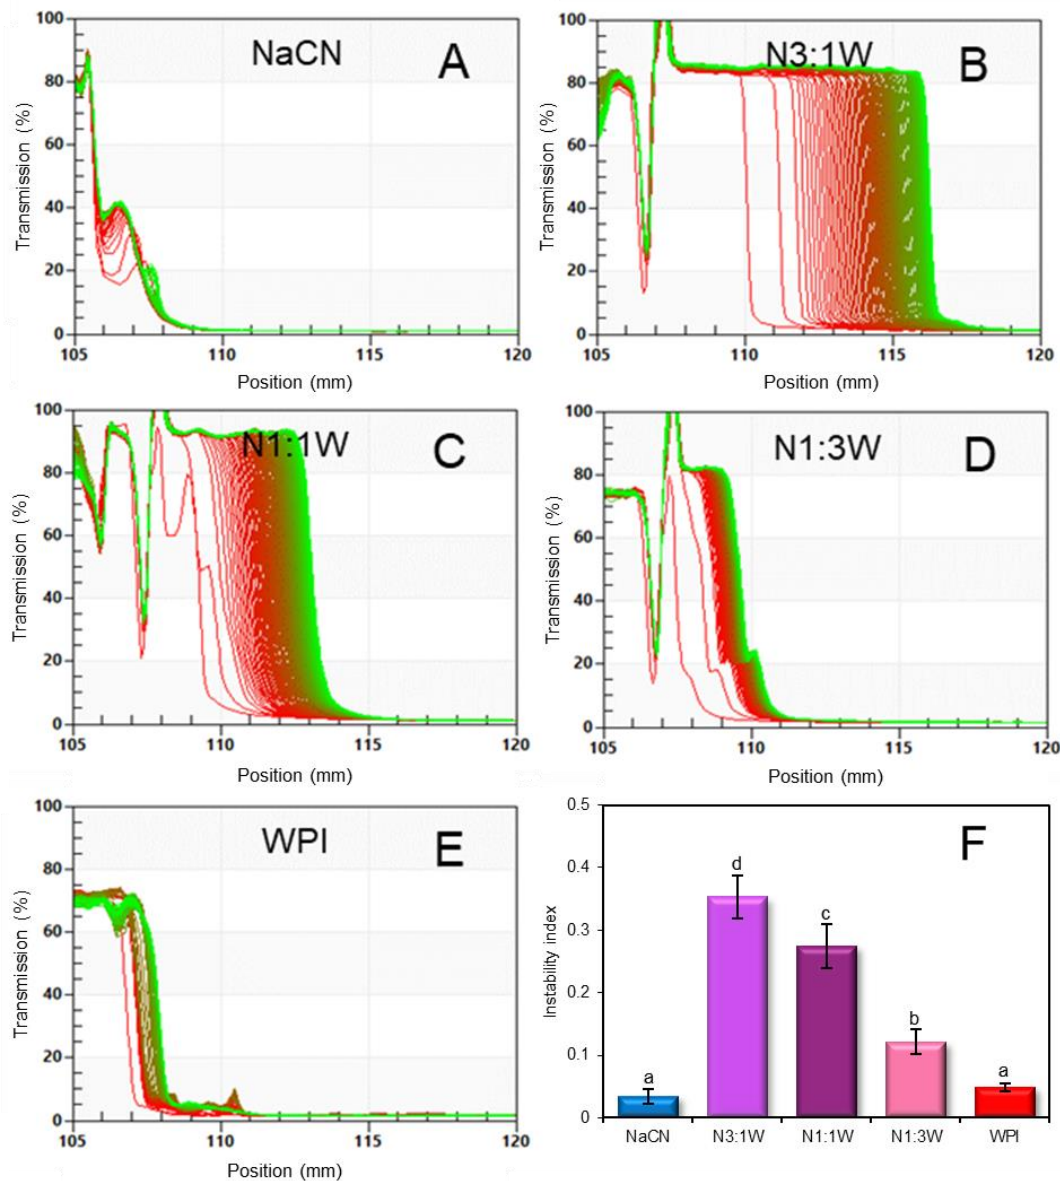 NaCN
A
Transmission (%)
100
80
60
40
20
0
105
110
115
120
Position (mm)
N3:1W
B
Transmission (%)
100
80
60
40
20
0
105
110
115
120
Position (mm)
N1:1W
C
Transmission (%)
100
80
60
40
20
0
105
110
115
120
Position (mm)
N1:3W
D
Transmission (%)
100
80
60
40
20
0
105
110
115
120
Position (mm)
WPI
E
Transmission (%)
100
80
60
40
20
0
105
110
115
120
Position (mm)
F
Instability index
0.5
0.4
0.3
0.2
0.1
0
a
d
c
b
a
NaCN
N3:1W
N1:1W
N1:3W
WPI